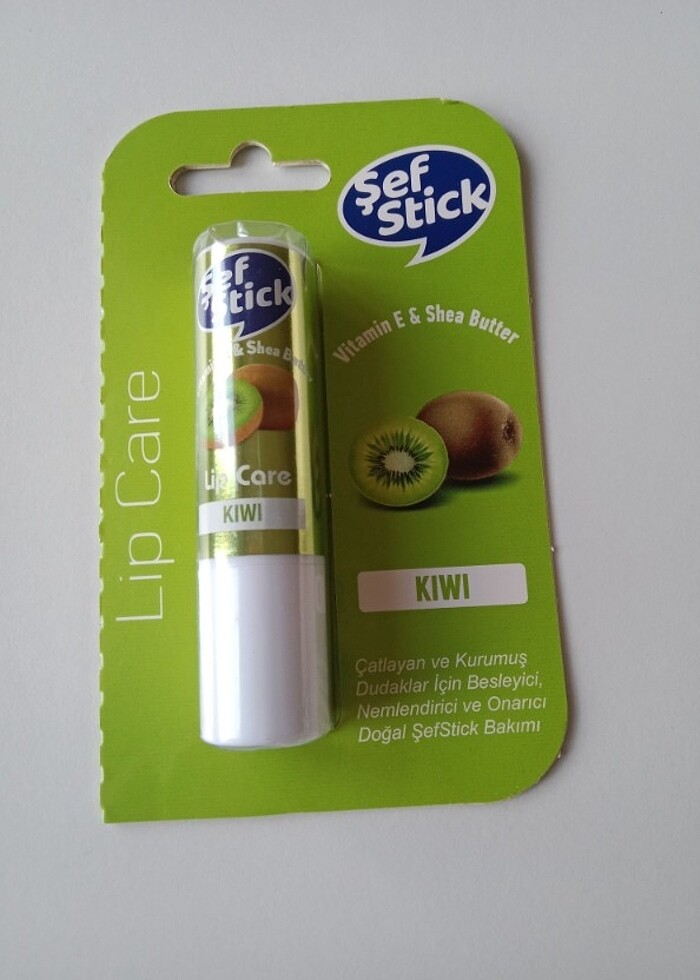 Şef
Stick
Vitamin E & Shea Butter
Lip Care
KIWI
Çatlayan ve Kurumuş
Dudaklar İçin Besleyici,
Nemlendirici ve Onarıcı
Doğal ŞefStick Bakımı
Şef
Stick
& Shea
Lip Care
KIWI